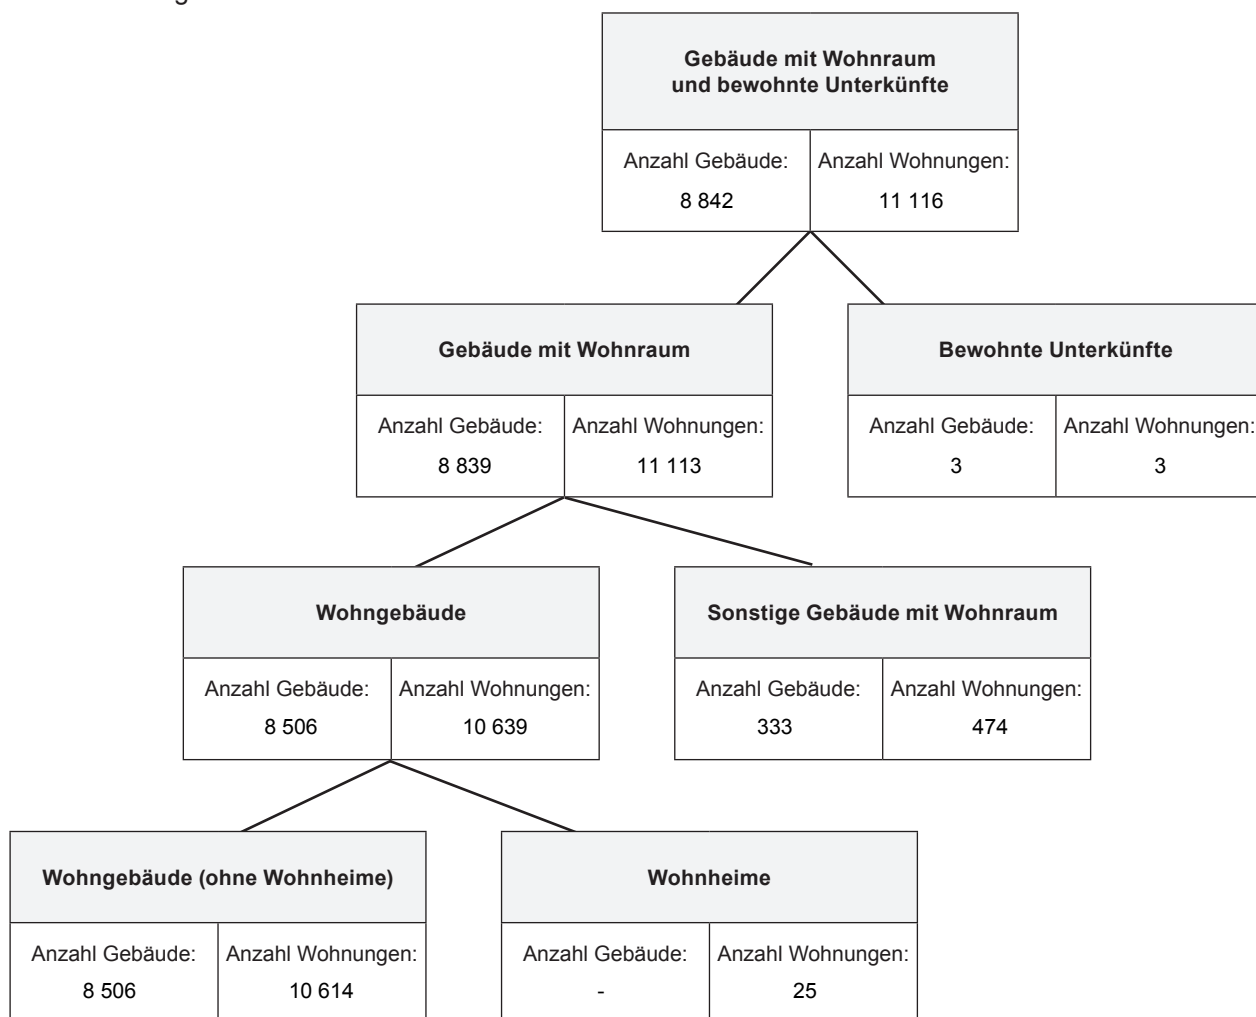 Gebäude mit Wohnraum
und bewohnte Unterkünfte
Anzahl Gebäude:
8 842
Anzahl Wohnungen:
11 116
Gebäude mit Wohnraum
Anzahl Gebäude:
8 839
Anzahl Wohnungen:
11 113
Bewohnte Unterkünfte
Anzahl Gebäude:
3
Anzahl Wohnungen:
3
Wohngebäude
Anzahl Gebäude:
8 506
Anzahl Wohnungen:
10 639
Sonstige Gebäude mit Wohnraum
Anzahl Gebäude:
333
Anzahl Wohnungen:
474
Wohngebäude (ohne Wohnheime)
Anzahl Gebäude:
8 506
Anzahl Wohnungen:
10 614
Wohnheime
Anzahl Gebäude:
-
Anzahl Wohnungen:
25